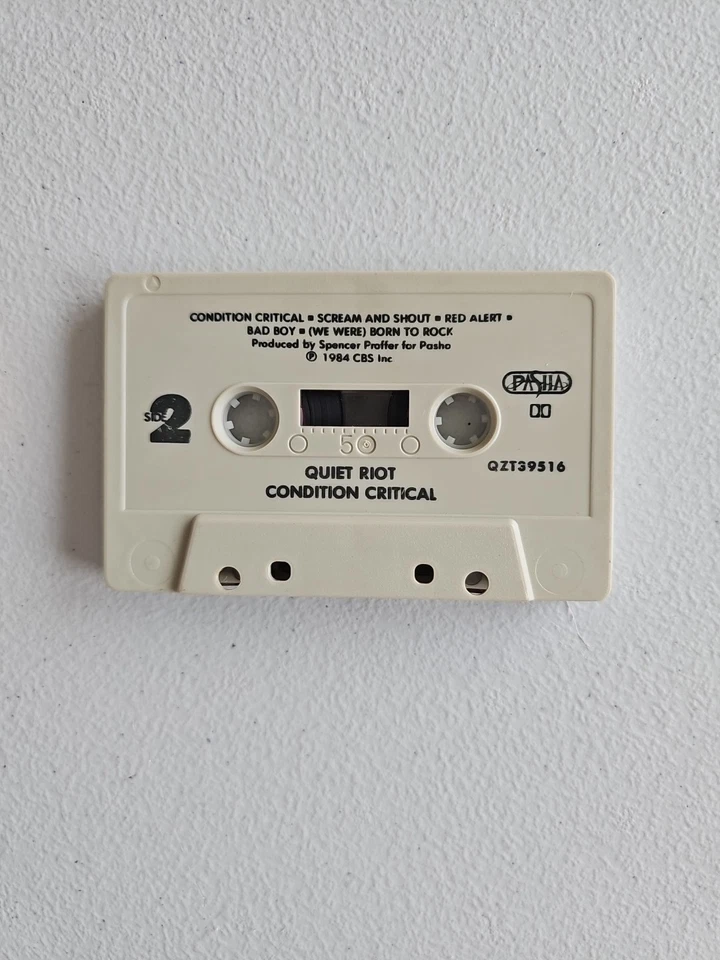 CONDITION CRITICAL ▪ SCREAM AND SHOUT ▪ RED ALERT ▪
BAD BOY ▪ (WE WERE) BORN TO ROCK
Produced by Spencer Proffer for Pasha
℗ 1984 CBS Inc
PASHA
SIDE 2
50
QUIET RIOT
QZT39516
CONDITION CRITICAL